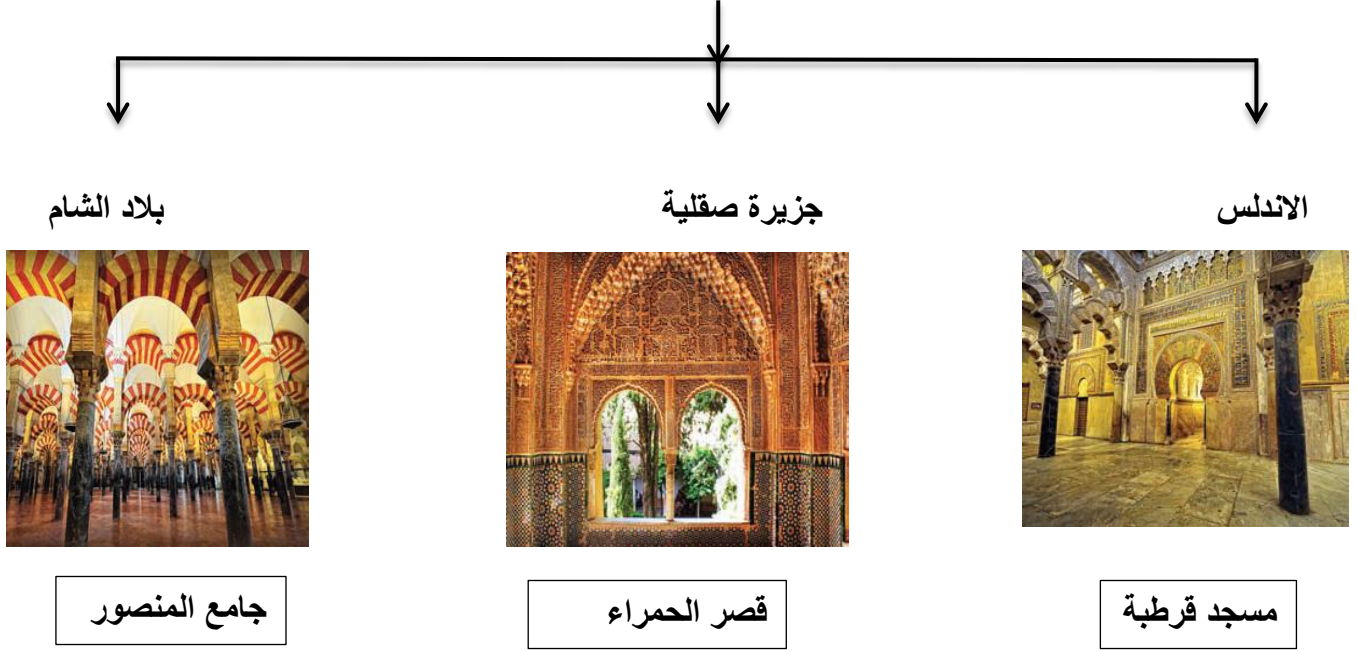 الاندلس
جزيرة صقلية
بلاد الشام
مسجد قرطبة
قصر الحمراء
جامع المنصور